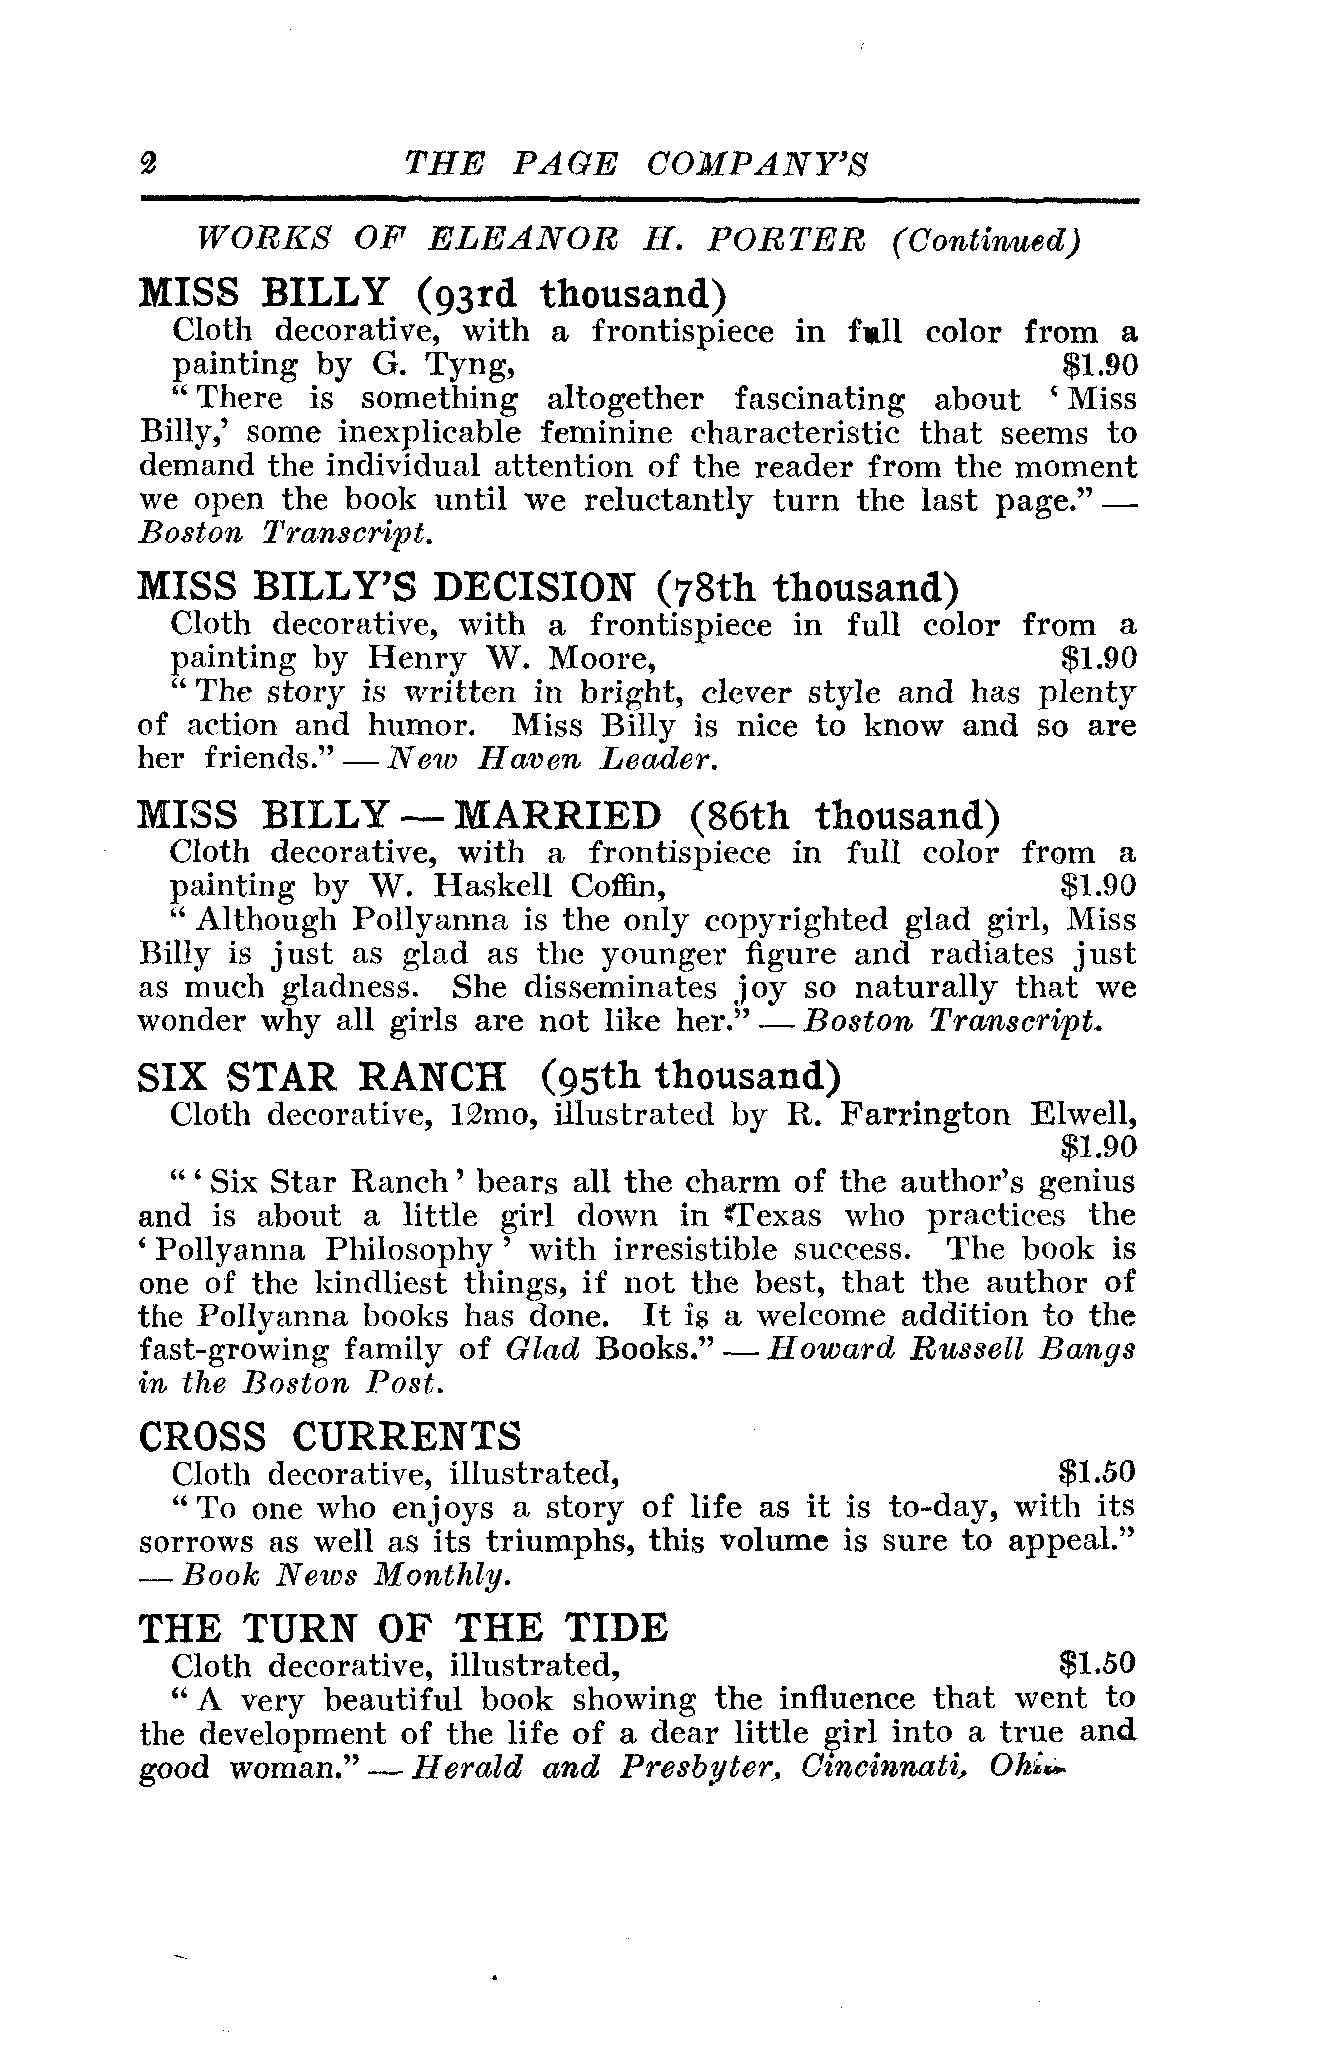 2 THE PAGE COMPANY'S
WORKS OF ELEANOR H. PORTER (Continued)
MISS BILLY (93rd thousand)
Cloth decorative, with a frontispiece in full color from a
painting by G. Tyng, $1.90
“There is something altogether fascinating about ‘Miss
Billy,’ some inexplicable feminine characteristic that seems to
demand the individual attention of the reader from the moment
we open the book until we reluctantly turn the last page.” —
Boston Transcript.
MISS BILLY'S DECISION (78th thousand)
Cloth decorative, with a frontispiece in full color from a
painting by Henry W. Moore, $1.90
“The story is written in bright, clever style and has plenty
of action and humor. Miss Billy is nice to know and so are
her friends.” — New Haven Leader.
MISS BILLY — MARRIED (86th thousand)
Cloth decorative, with a frontispiece in full color from a
painting by W. Haskell Coffin, $1.90
“Although Pollyanna is the only copyrighted glad girl, Miss
Billy is just as glad as the younger figure and radiates just
as much gladness. She disseminates joy so naturally that we
wonder why all girls are not like her.” — Boston Transcript.
SIX STAR RANCH (95th thousand)
Cloth decorative, 12mo, illustrated by R. Farrington Elwell,
$1.90
“‘Six Star Ranch’ bears all the charm of the author's genius
and is about a little girl down in Texas who practices the
‘Pollyanna Philosophy’ with irresistible success. The book is
one of the kindliest things, if not the best, that the author of
the Pollyanna books has done. It is a welcome addition to the
fast-growing family of Glad Books.” — Howard Russell Bangs
in the Boston Post.
CROSS CURRENTS
Cloth decorative, illustrated, $1.50
“To one who enjoys a story of life as it is to-day, with its
sorrows as well as its triumphs, this volume is sure to appeal.”
— Book News Monthly.
THE TURN OF THE TIDE
Cloth decorative, illustrated, $1.50
“A very beautiful book showing the influence that went to
the development of the life of a dear little girl into a true and
good woman.” — Herald and Presbyter, Cincinnati, Ohio